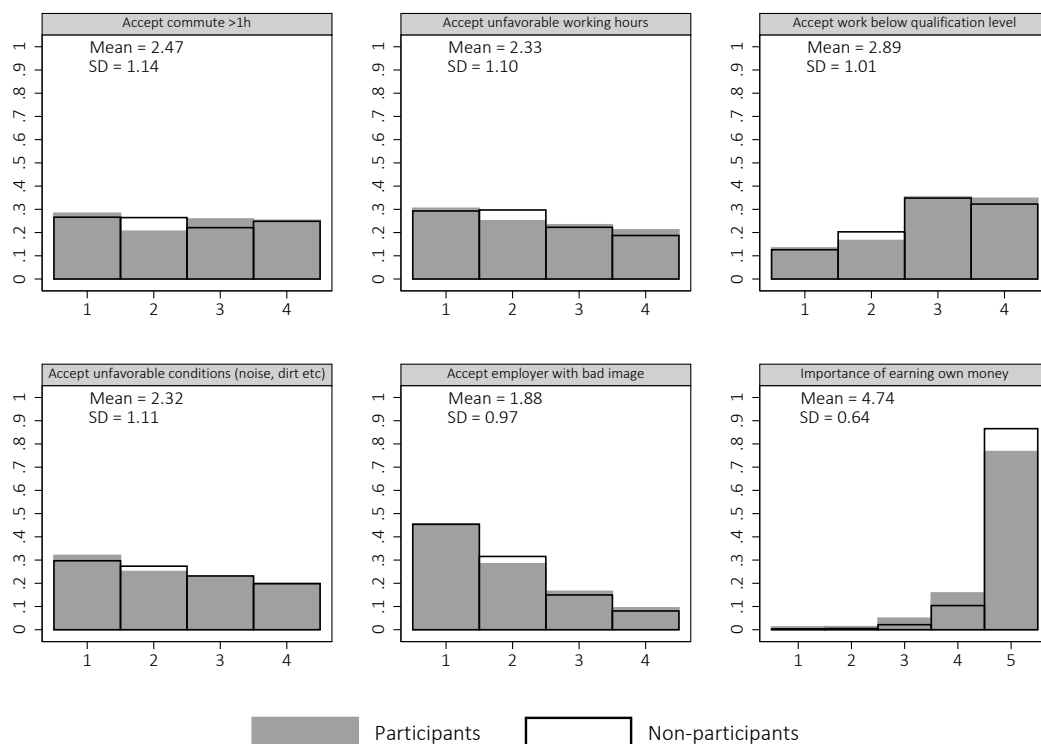 Accept commute >1h
Mean = 2.47
SD = 1.14
0 .1 .2 .3 .4 .5 .6 .7 .8 .9 1
1 2 3 4
Accept unfavorable working hours
Mean = 2.33
SD = 1.10
0 .1 .2 .3 .4 .5 .6 .7 .8 .9 1
1 2 3 4
Accept work below qualification level
Mean = 2.89
SD = 1.01
0 .1 .2 .3 .4 .5 .6 .7 .8 .9 1
1 2 3 4
Accept unfavorable conditions (noise, dirt etc)
Mean = 2.32
SD = 1.11
0 .1 .2 .3 .4 .5 .6 .7 .8 .9 1
1 2 3 4
Accept employer with bad image
Mean = 1.88
SD = 0.97
0 .1 .2 .3 .4 .5 .6 .7 .8 .9 1
1 2 3 4
Importance of earning own money
Mean = 4.74
SD = 0.64
0 .1 .2 .3 .4 .5 .6 .7 .8 .9 1
1 2 3 4 5
Participants
Non-participants